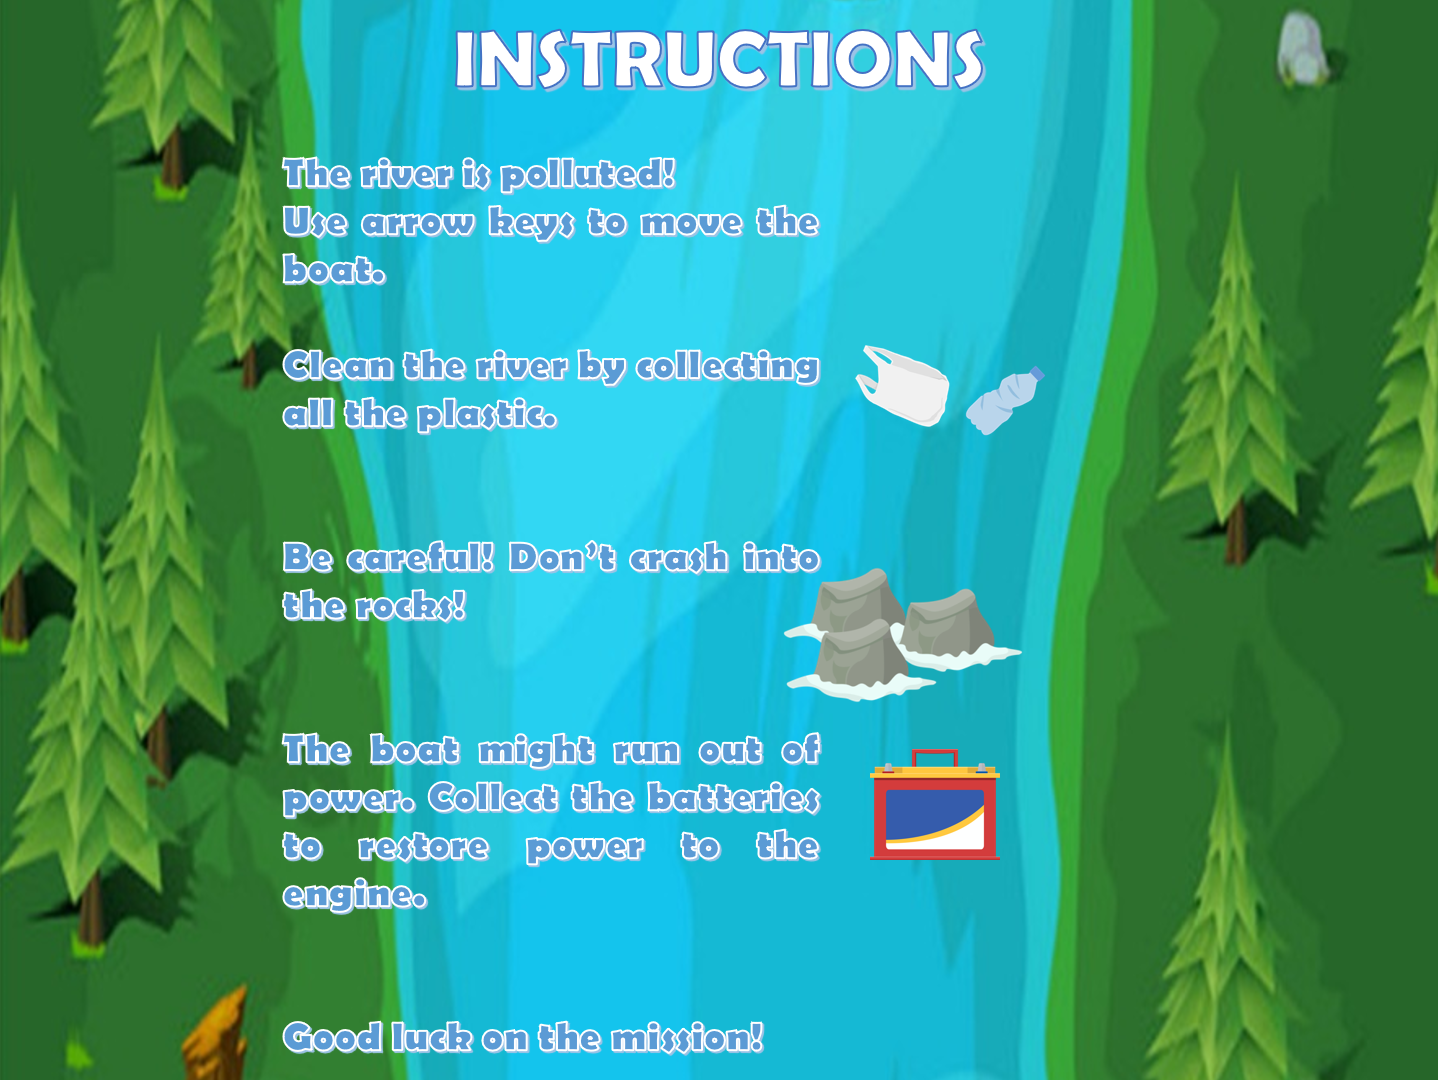 INSTRUCTIONS
The river is polluted!
Use arrow keys to move the
boat.
Clean the river by collecting
all the plastic.
Be careful! Don’t crash into
the rocks!
The boat might run out of
power. Collect the batteries
to restore power to the
engine.
Good luck on the mission!